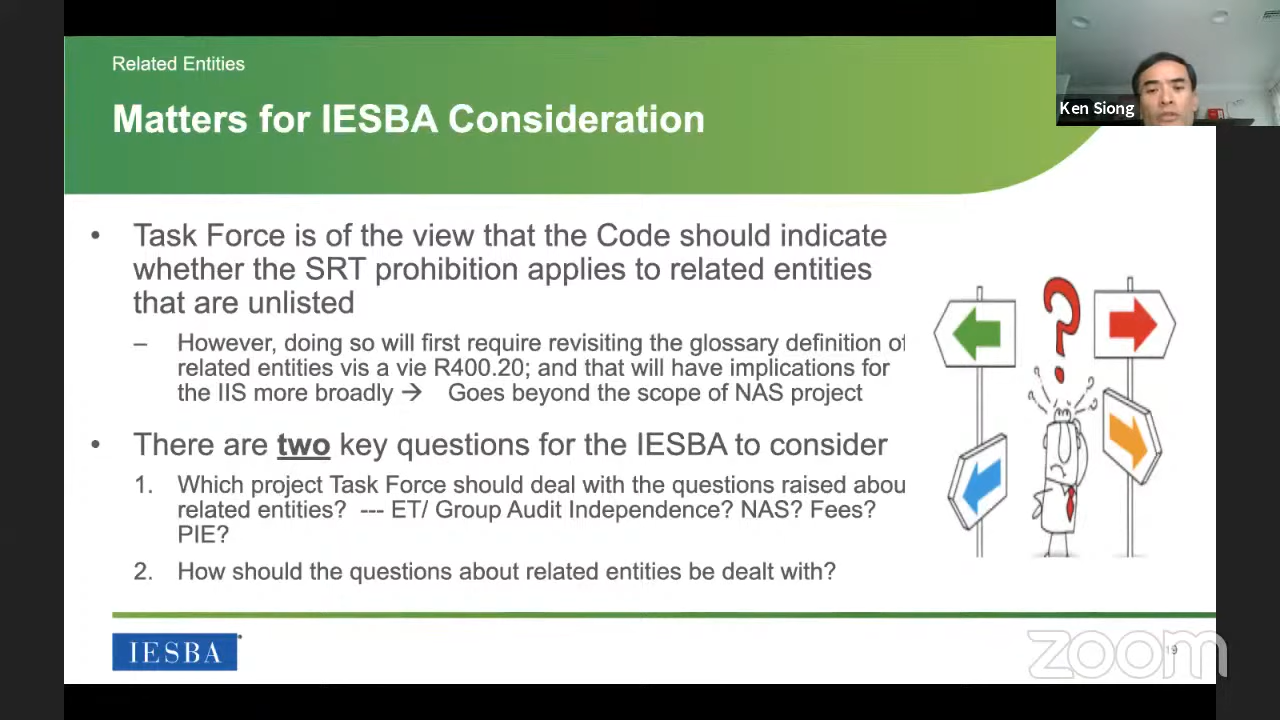 Related Entities
Matters for IESBA Consideration
Ken Siong
• Task Force is of the view that the Code should indicate
whether the SRT prohibition applies to related entities
that are unlisted
– However, doing so will first require revisiting the glossary definition of
related entities vis a vie R400.20; and that will have implications for
the IIS more broadly → Goes beyond the scope of NAS project
• There are two key questions for the IESBA to consider
1. Which project Task Force should deal with the questions raised abou
related entities? --- ET/ Group Audit Independence? NAS? Fees?
PIE?
2. How should the questions about related entities be dealt with?
?
IESBA
zoom
19